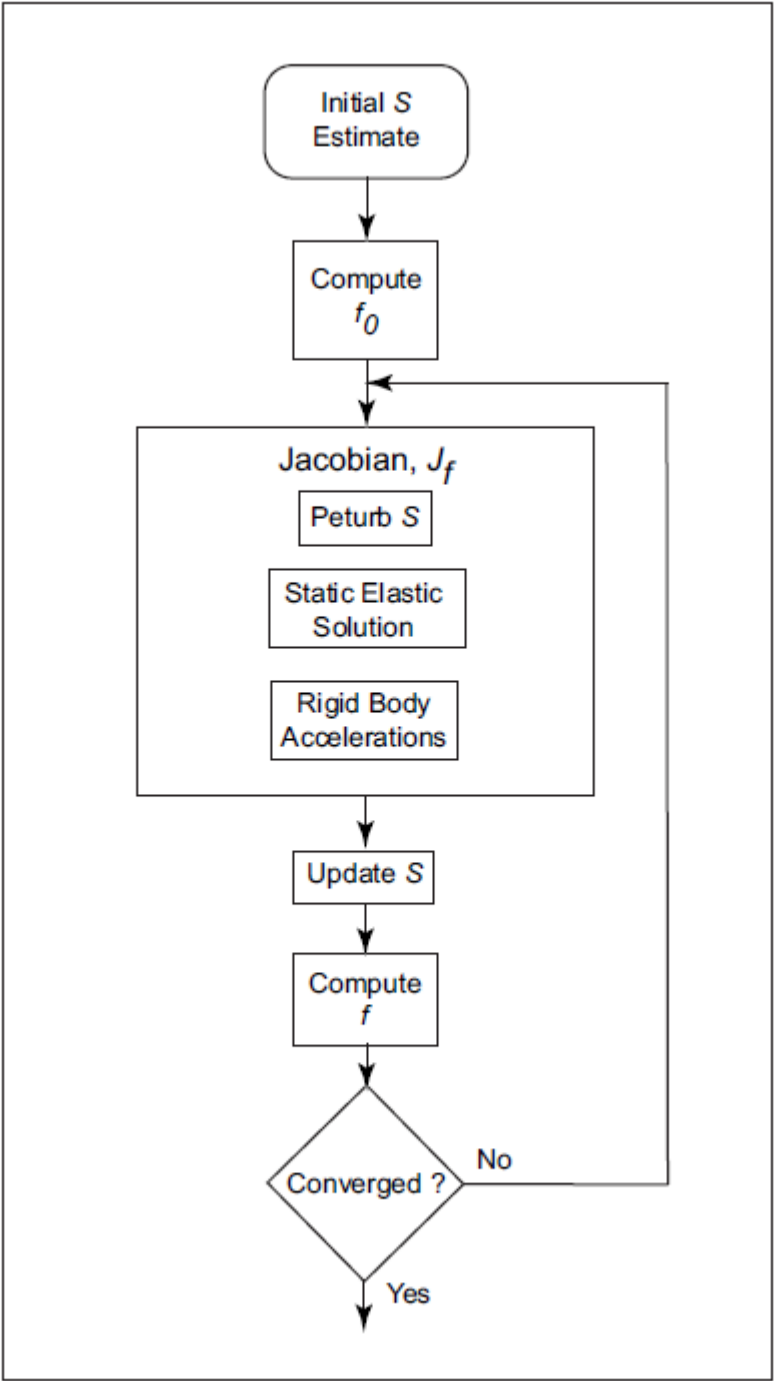 Initial S
Estimate
Compute
f0
Jacobian, Jf
Peturb S
Static Elastic
Solution
Rigid Body
Accelerations
Update S
Compute
f
Converged ?
No
Yes